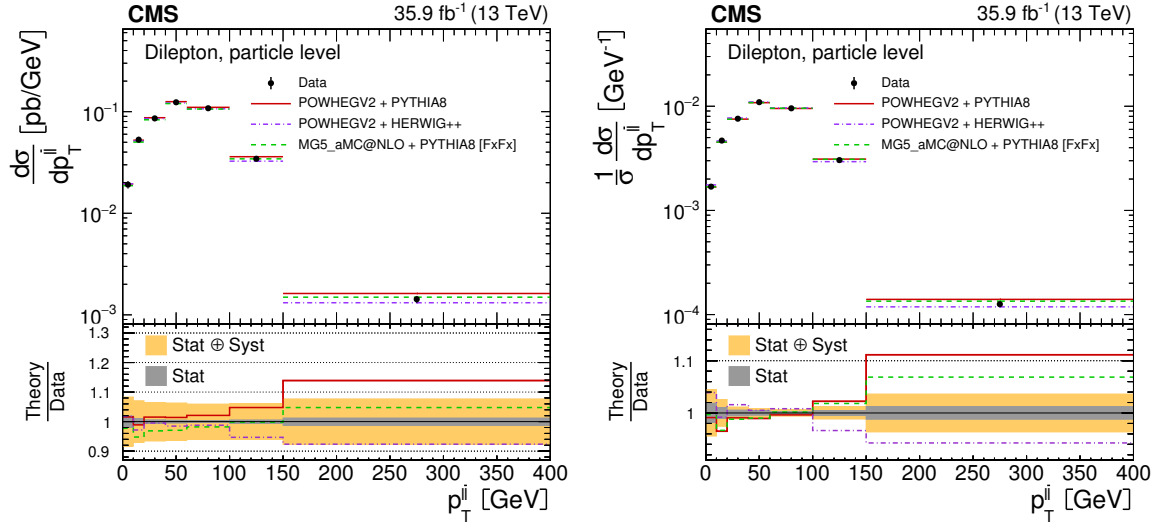 CMS 35.9 fb⁻¹ (13 TeV)
Dilepton, particle level
Data
POWHEGV2 + PYTHIA8
POWHEGV2 + HERWIG++
MG5_aMC@NLO + PYTHIA8 [FxFx]
dσ/dp_T^ll [pb/GeV]
10⁻¹
10⁻²
10⁻³
1.3
1.2
1.1
1
0.9
Stat ⊕ Syst
Stat
Theory/Data
0 50 100 150 200 250 300 350 400
p_T^ll [GeV]
CMS 35.9 fb⁻¹ (13 TeV)
Dilepton, particle level
Data
POWHEGV2 + PYTHIA8
POWHEGV2 + HERWIG++
MG5_aMC@NLO + PYTHIA8 [FxFx]
1/σ dσ/dp_T^ll [GeV⁻¹]
10⁻²
10⁻³
10⁻⁴
1.1
1
Stat ⊕ Syst
Stat
Theory/Data
0 50 100 150 200 250 300 350 400
p_T^ll [GeV]